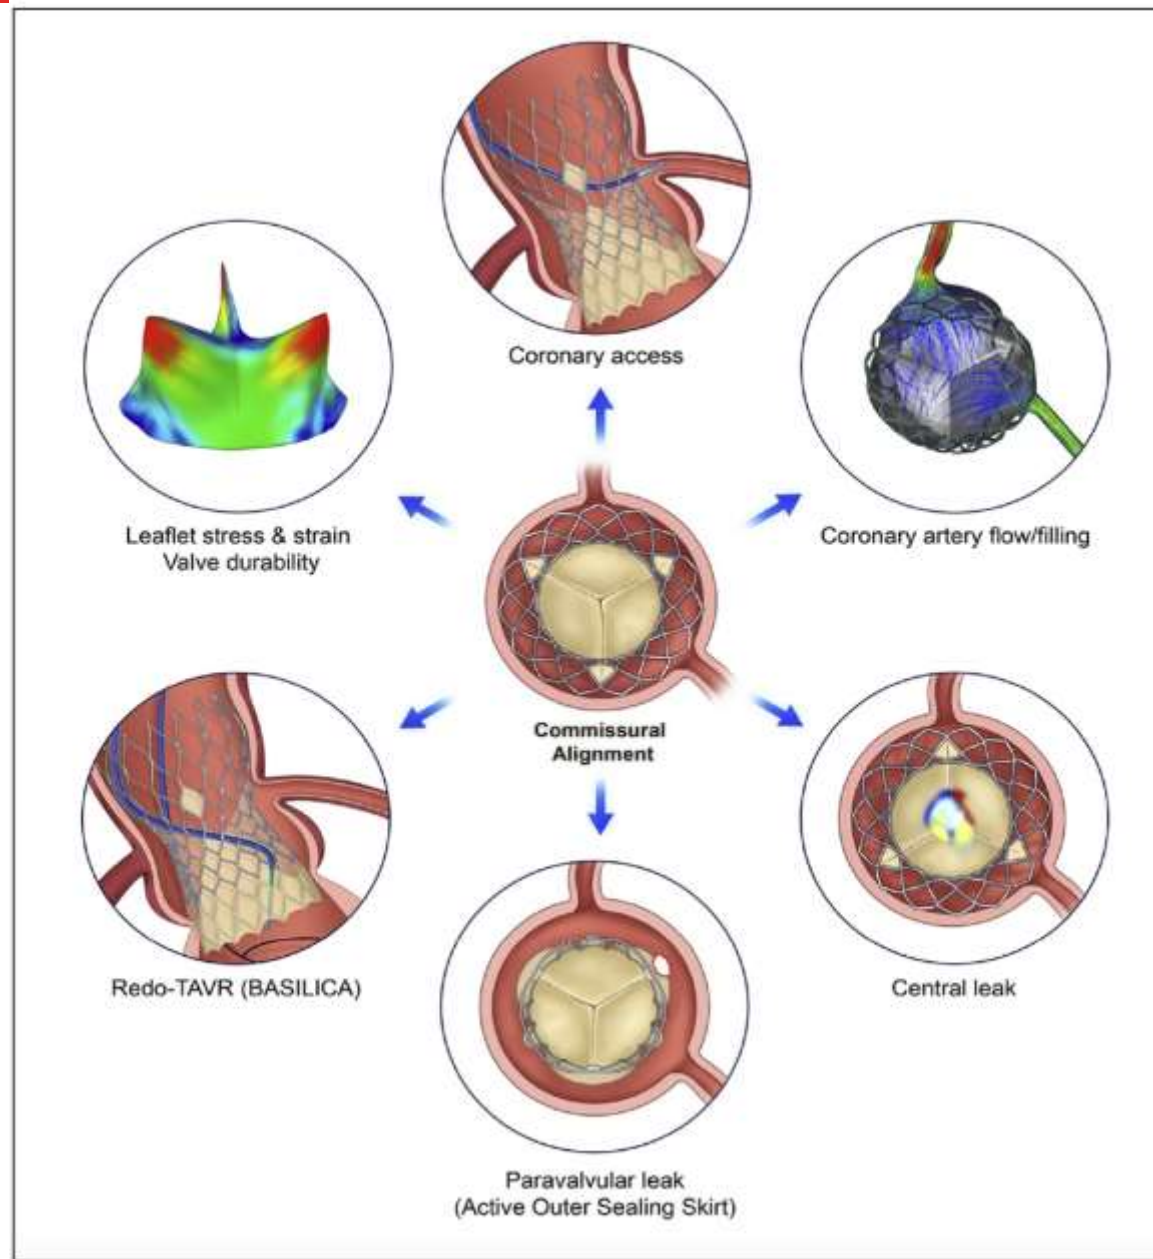 Coronary access
Leaflet stress & strain
Valve durability
Coronary artery flow/filling
Commissural
Alignment
Redo-TAVR (BASILICA)
Central leak
Paravalvular leak
(Active Outer Sealing Skirt)